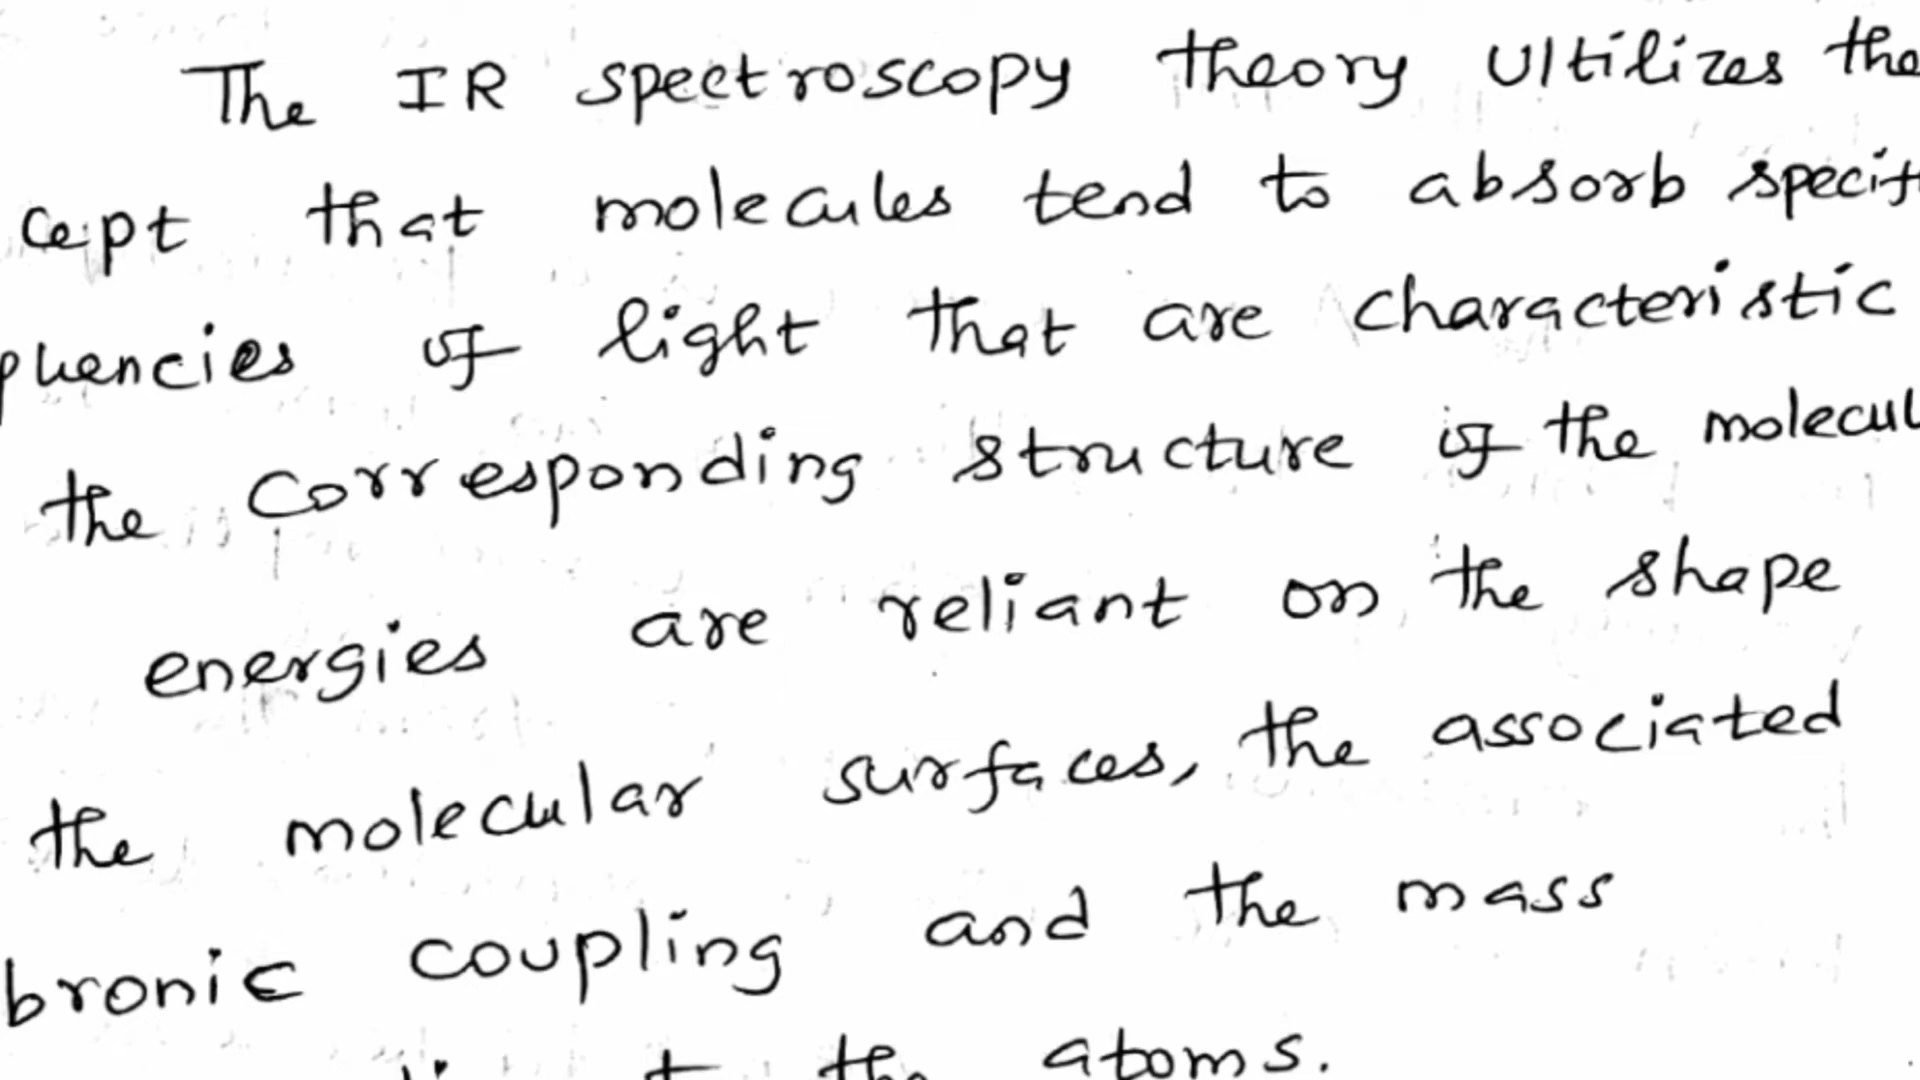 The IR spectroscopy theory Ultilizes the
cept that molecules tend to absorb specif
quencies of light that are characteristic
the corresponding structure of the molecul
energies are reliant on the shape
the molecular surfaces, the associated
bronic coupling and the mass
to the atoms.